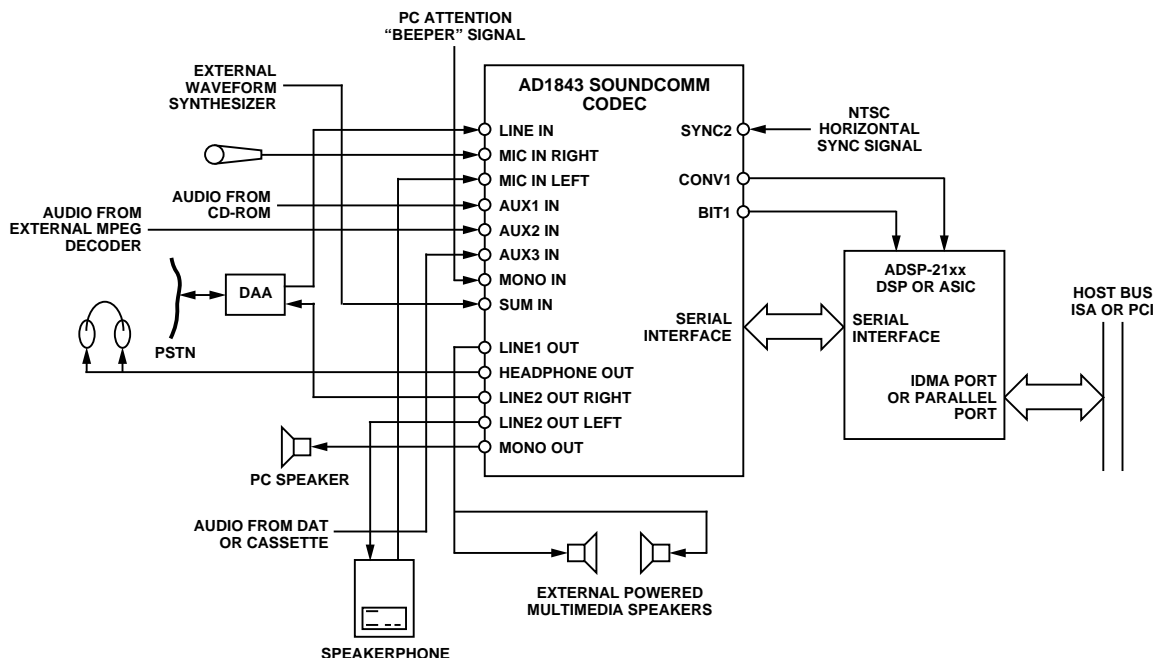 PC ATTENTION
“BEEPER” SIGNAL
EXTERNAL
WAVEFORM
SYNTHESIZER
AD1843 SOUNDCOMM
CODEC
LINE IN
MIC IN RIGHT
MIC IN LEFT
AUX1 IN
AUX2 IN
AUX3 IN
MONO IN
SUM IN
LINE1 OUT
HEADPHONE OUT
LINE2 OUT RIGHT
LINE2 OUT LEFT
MONO OUT
SYNC2
CONV1
BIT1
SERIAL
INTERFACE
NTSC
HORIZONTAL
SYNC SIGNAL
AUDIO FROM
CD-ROM
AUDIO FROM
EXTERNAL MPEG
DECODER
DAA
PSTN
ADSP-21xx
DSP OR ASIC
SERIAL
INTERFACE
IDMA PORT
OR PARALLEL
PORT
HOST BUS
ISA OR PCI
PC SPEAKER
AUDIO FROM DAT
OR CASSETTE
EXTERNAL POWERED
MULTIMEDIA SPEAKERS
SPEAKERPHONE